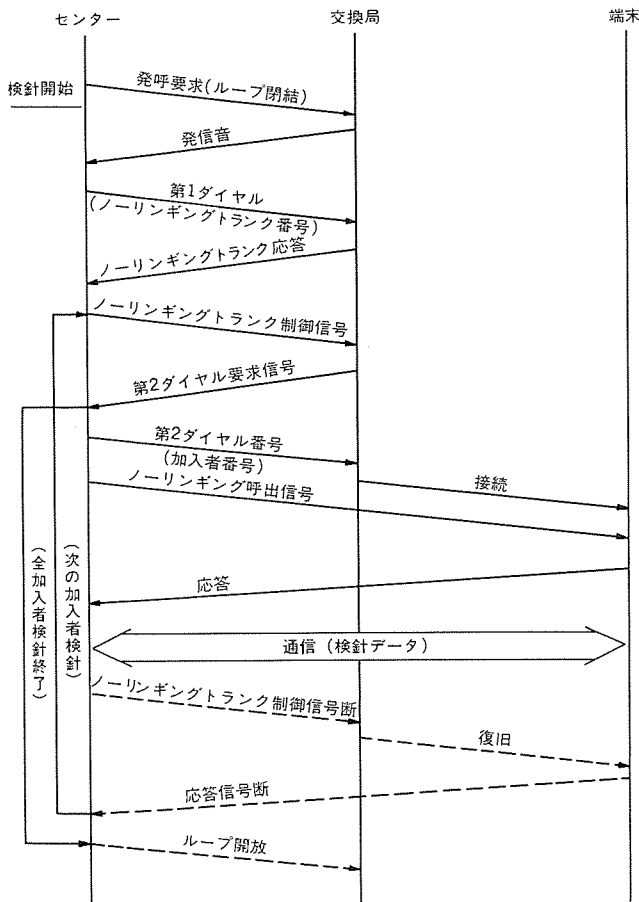 センター
交換局
端末
検針開始
発呼要求(ループ閉結)
発信音
第1ダイヤル
(ノーリンギングトランク番号)
ノーリンギングトランク応答
ノーリンギングトランク制御信号
第2ダイヤル要求信号
第2ダイヤル番号
(加入者番号)
接続
ノーリンギング呼出信号
応答
(全加入者検針終了)
(次の加入者検針)
通信(検針データ)
ノーリンギングトランク制御信号断
復旧
応答信号断
ループ開放